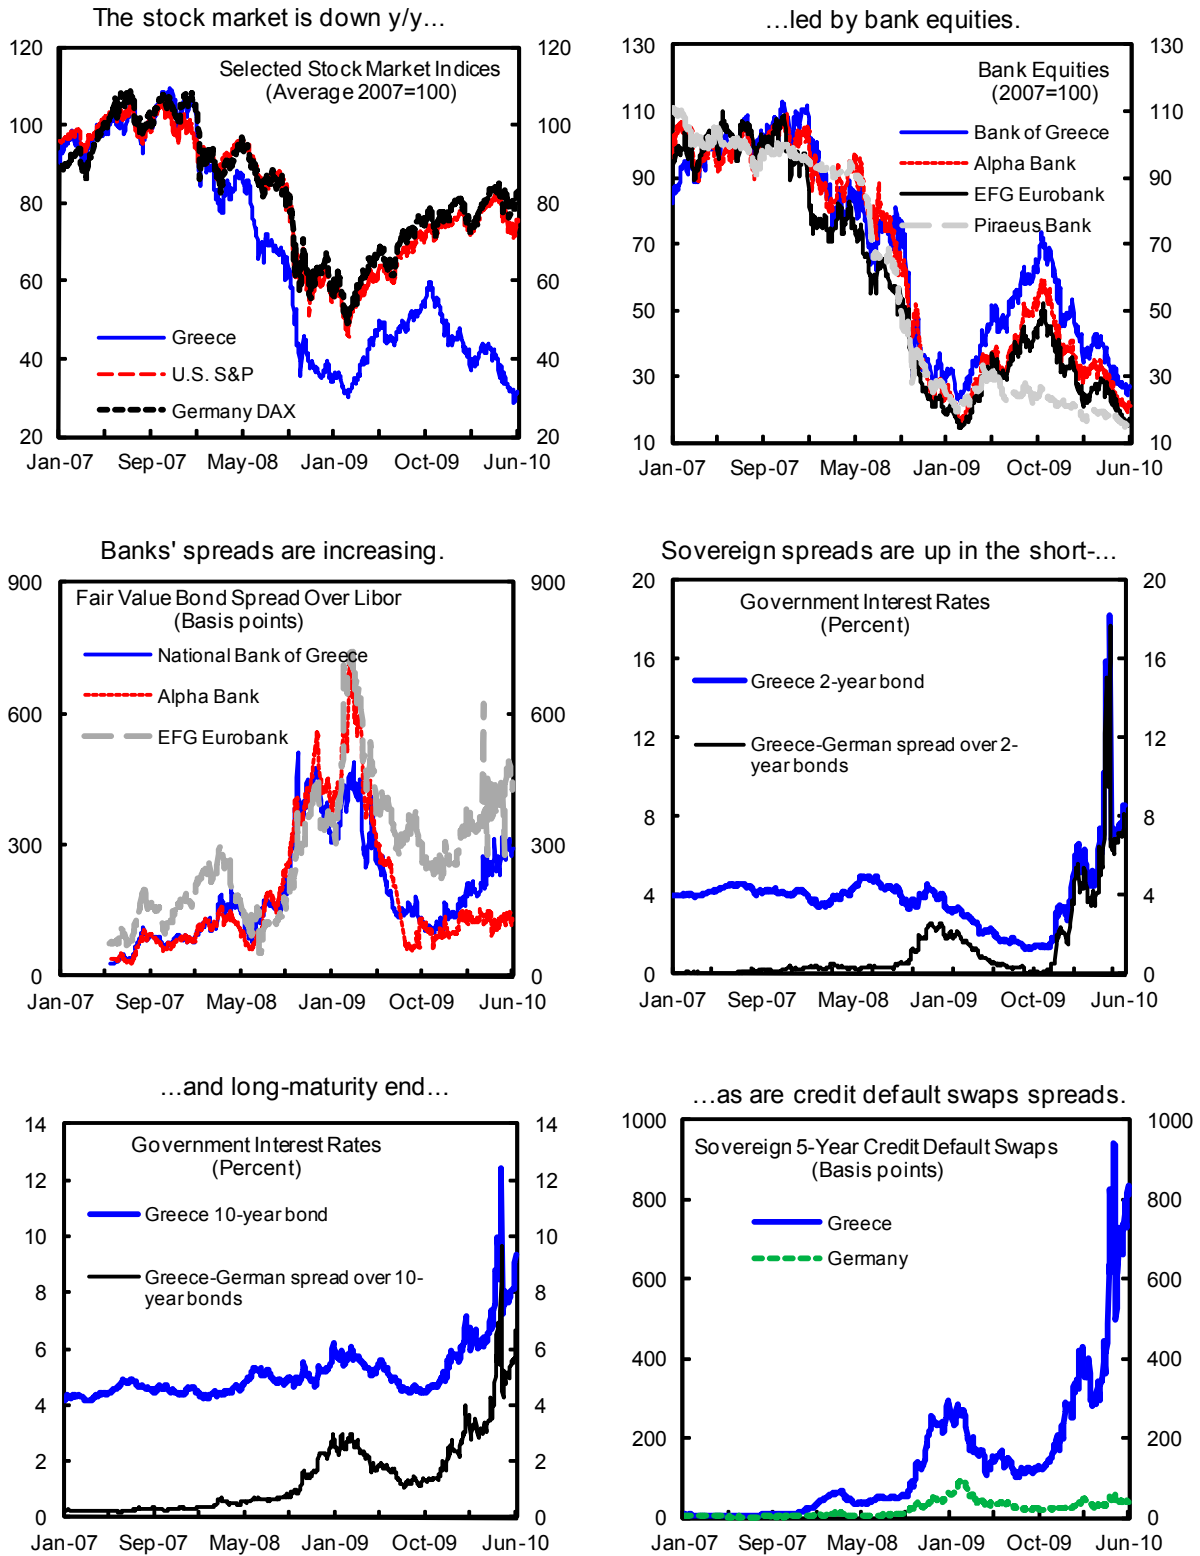 The stock market is down y/y…
120
100
80
60
40
20
120
100
80
60
40
20
Selected Stock Market Indices
(Average 2007=100)
Greece
U.S. S&P
Germany DAX
Jan-07 Sep-07 May-08 Jan-09 Oct-09 Jun-10
…led by bank equities.
130
110
90
70
50
30
10
130
110
90
70
50
30
10
Bank Equities
(2007=100)
Bank of Greece
Alpha Bank
EFG Eurobank
Piraeus Bank
Jan-07 Sep-07 May-08 Jan-09 Oct-09 Jun-10
Banks' spreads are increasing.
900
600
300
0
900
600
300
0
Fair Value Bond Spread Over Libor
(Basis points)
National Bank of Greece
Alpha Bank
EFG Eurobank
Jan-07 Sep-07 May-08 Jan-09 Oct-09 Jun-10
Sovereign spreads are up in the short-…
20
16
12
8
4
0
20
16
12
8
4
0
Government Interest Rates
(Percent)
Greece 2-year bond
Greece-German spread over 2-
year bonds
Jan-07 Sep-07 May-08 Jan-09 Oct-09 Jun-10
…and long-maturity end…
14
12
10
8
6
4
2
0
14
12
10
8
6
4
2
0
Government Interest Rates
(Percent)
Greece 10-year bond
Greece-German spread over 10-
year bonds
Jan-07 Sep-07 May-08 Jan-09 Oct-09 Jun-10
…as are credit default swaps spreads.
1000
800
600
400
200
0
1000
800
600
400
200
0
Sovereign 5-Year Credit Default Swaps
(Basis points)
Greece
Germany
Jan-07 Sep-07 May-08 Jan-09 Oct-09 Jun-10